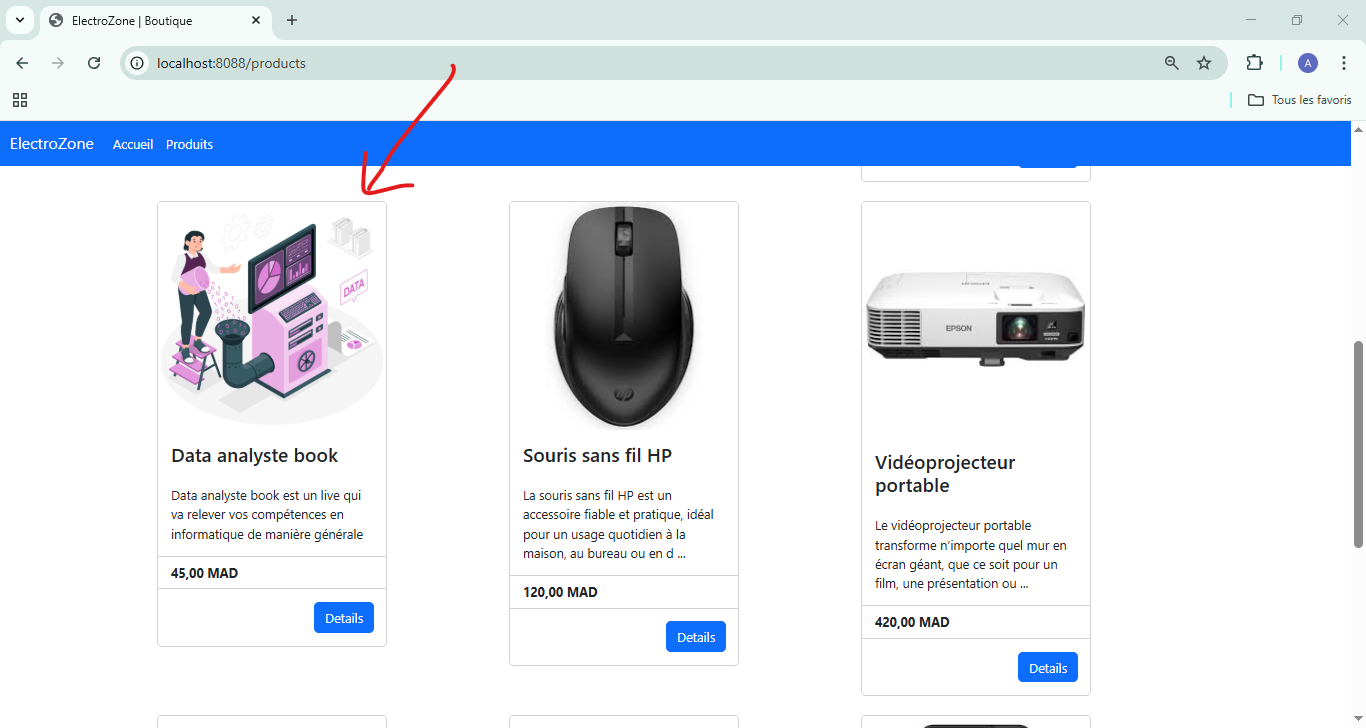 ElectroZone | Boutique
localhost:8088/products
A
Tous les favoris
ElectroZone Accueil Produits
DATA
Data analyste book
Data analyste book est un live qui
va relever vos compétences en
informatique de manière générale
45,00 MAD
Details
hp
Souris sans fil HP
La souris sans fil HP est un
accessoire fiable et pratique, idéal
pour un usage quotidien à la
maison, au bureau ou en d ...
120,00 MAD
Details
EPSON
EPSON
Vidéoprojecteur
portable
Le vidéoprojecteur portable
transforme n’importe quel mur en
écran géant, que ce soit pour un
film, une présentation ou ...
420,00 MAD
Details